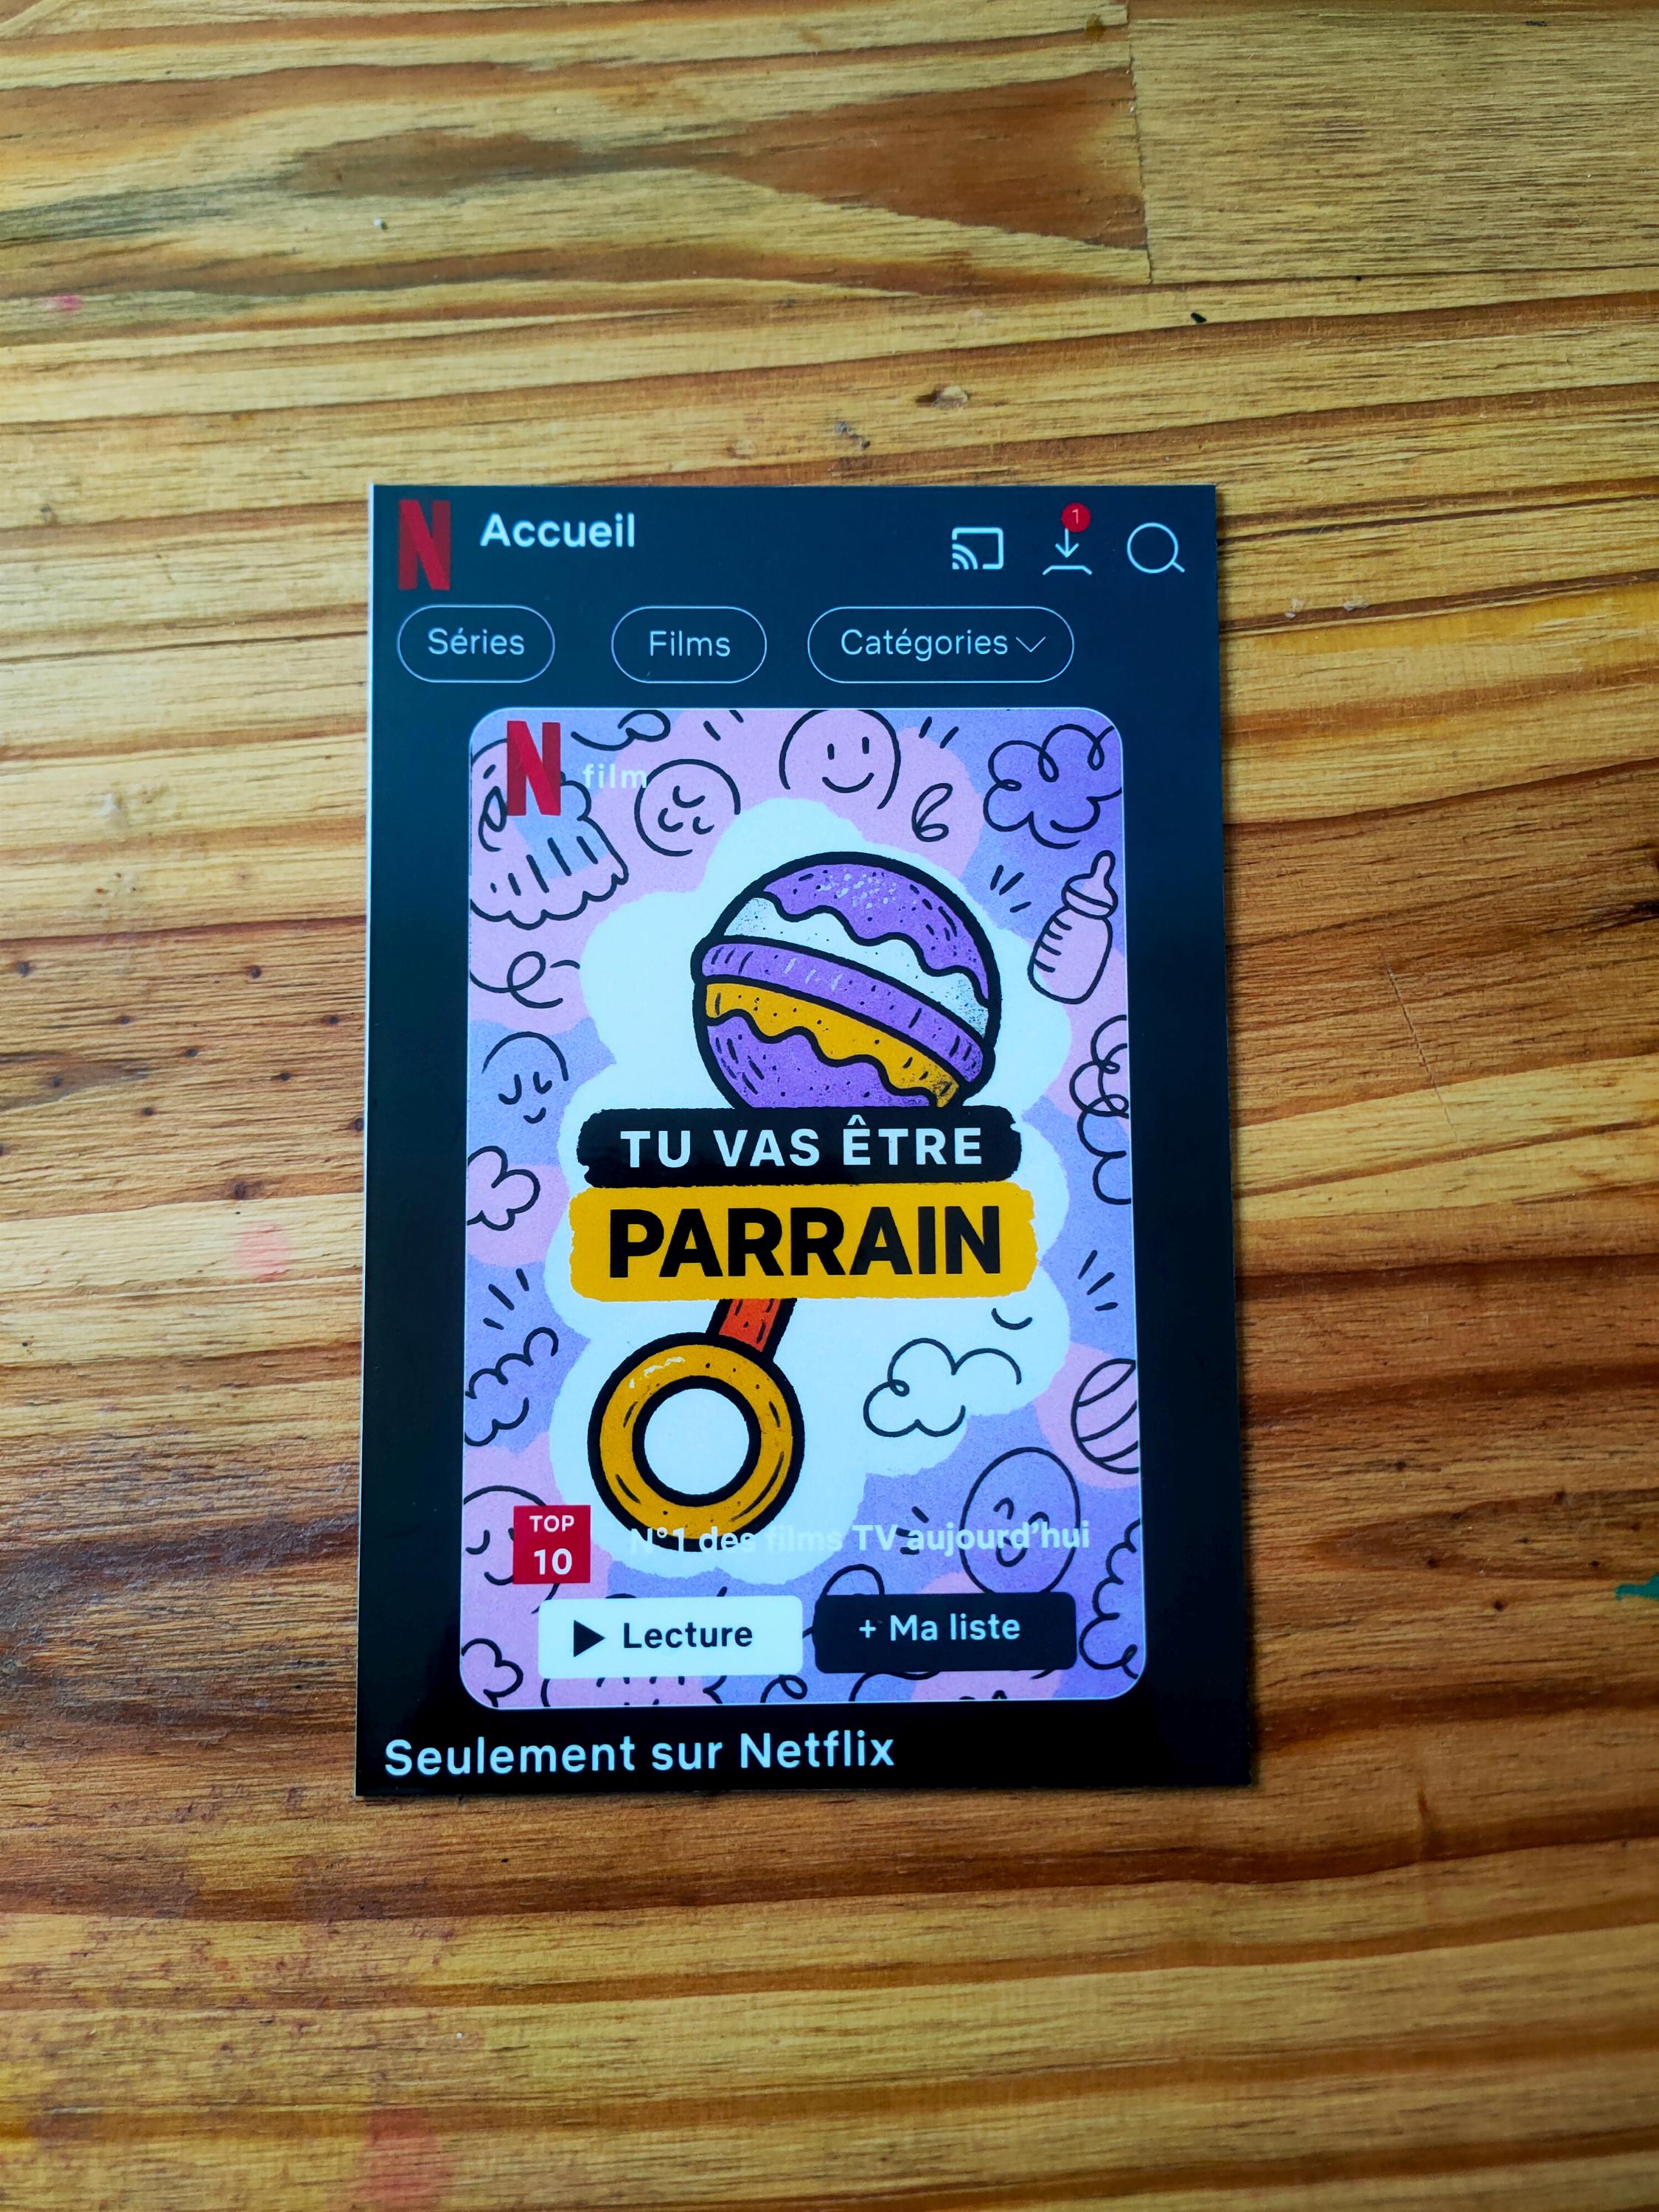 N Accueil
1
Séries Films Catégories
N film
TU VAS ÊTRE
PARRAIN
TOP
10
N°1 des films TV aujourd'hui
Lecture + Ma liste
Seulement sur Netflix